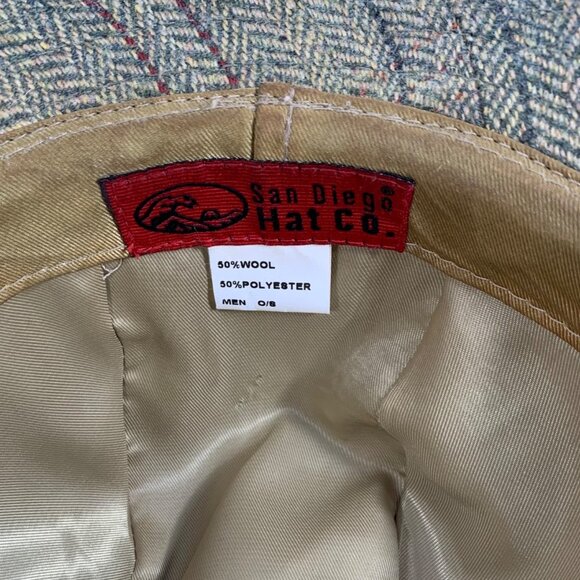 San Diego®
Hat Co.
50%WOOL
50%POLYESTER
MEN O/S